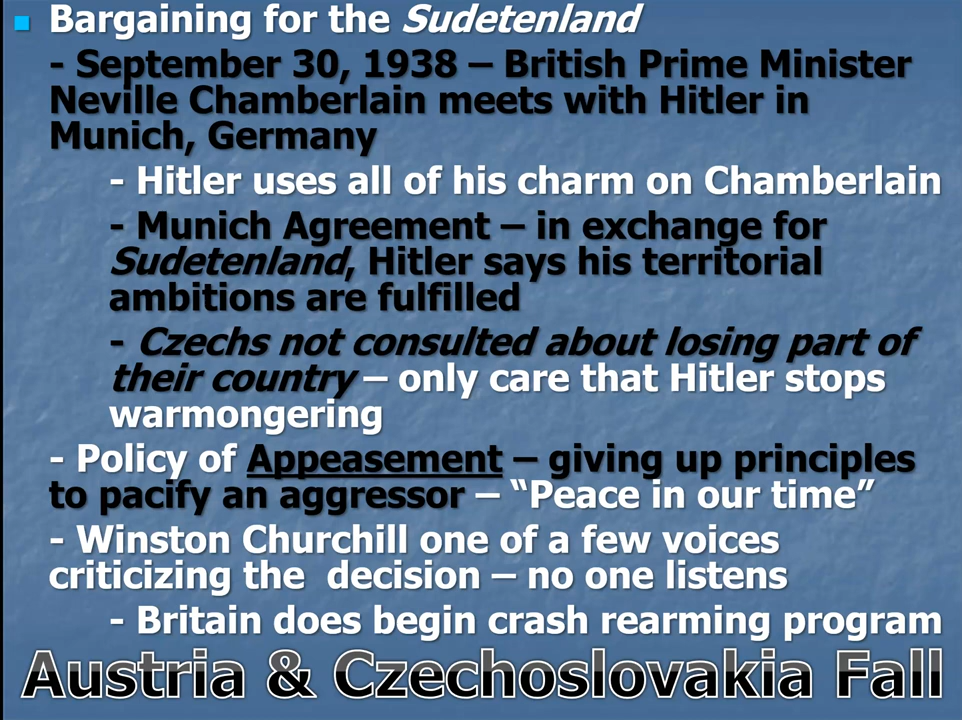 Bargaining for the Sudetenland
- September 30, 1938 – British Prime Minister
Neville Chamberlain meets with Hitler in
Munich, Germany
- Hitler uses all of his charm on Chamberlain
- Munich Agreement – in exchange for
Sudetenland, Hitler says his territorial
ambitions are fulfilled
- Czechs not consulted about losing part of
their country – only care that Hitler stops
warmongering
- Policy of Appeasement – giving up principles
to pacify an aggressor – “Peace in our time”
- Winston Churchill one of a few voices
criticizing the  decision – no one listens
- Britain does begin crash rearming program
Austria & Czechoslovakia Fall